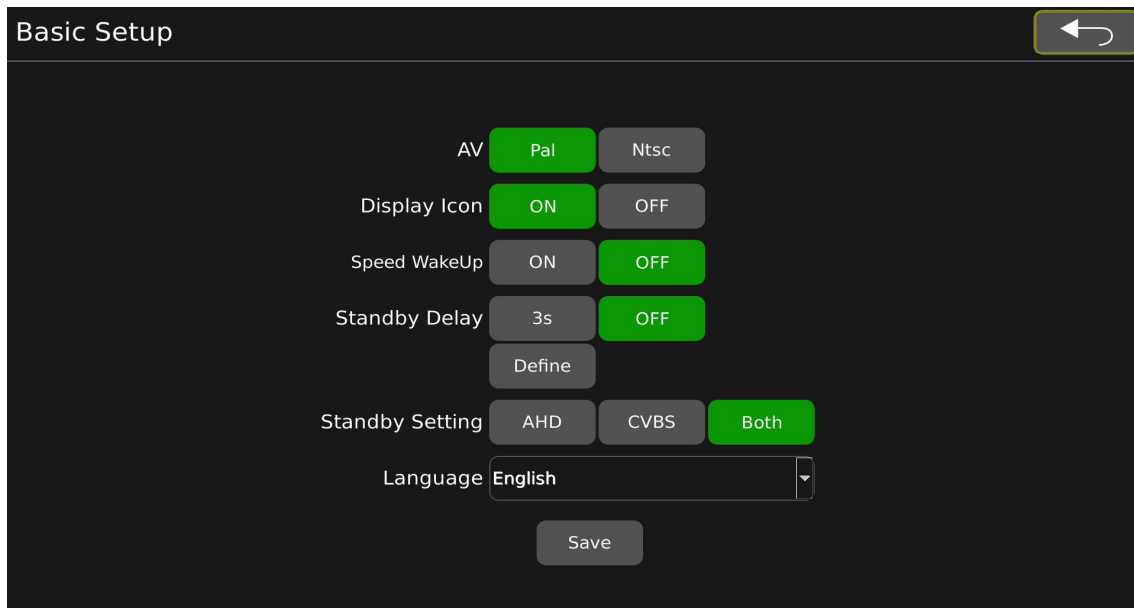 Basic Setup
AV Pal Ntsc
Display Icon ON OFF
Speed WakeUp ON OFF
Standby Delay 3s OFF
Define
Standby Setting AHD CVBS Both
Language English
Save